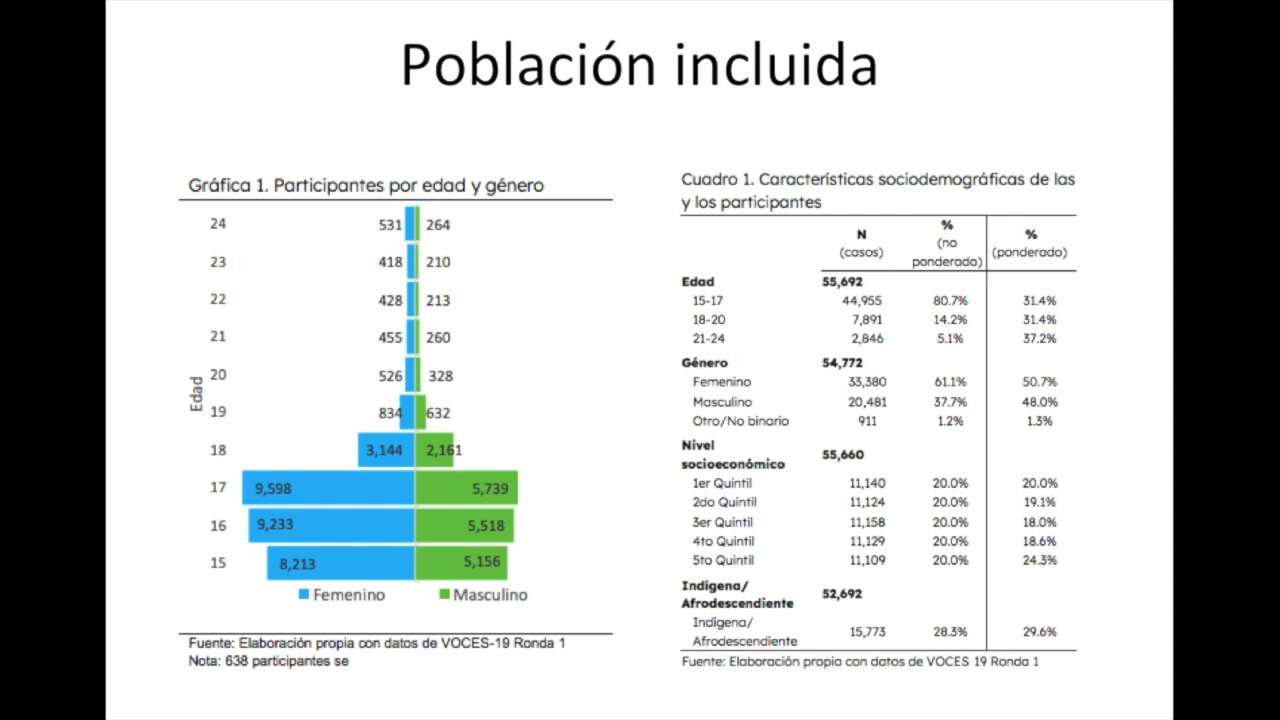 Población incluida
Gráfica 1. Participantes por edad y género
24 531 264
23 418 210
22 428 213
21 455 260
20 526 328
19 834 632
18 3,144 2,161
17 9,598 5,739
16 9,233 5,518
15 8,213 5,156
Edad
Femenino Masculino
Fuente: Elaboración propia con datos de VOCES-19 Ronda 1
Nota: 638 participantes se
Cuadro 1. Características sociodemográficas de las
y los participantes
N
(casos)
%
(no
ponderado)
%
(ponderado)
Edad 55,692
15-17 44,955 80.7% 31.4%
18-20 7,891 14.2% 31.4%
21-24 2,846 5.1% 37.2%
Género 54,772
Femenino 33,380 61.1% 50.7%
Masculino 20,481 37.7% 48.0%
Otro/No binario 911 1.2% 1.3%
Nivel
socioeconómico 55,660
1er Quintil 11,140 20.0% 20.0%
2do Quintil 11,124 20.0% 19.1%
3er Quintil 11,158 20.0% 18.0%
4to Quintil 11,129 20.0% 18.6%
5to Quintil 11,109 20.0% 24.3%
Indígena/
Afrodescendiente 52,692
Indígena/
Afrodescendiente 15,773 28.3% 29.6%
Fuente: Elaboración propia con datos de VOCES 19 Ronda 1